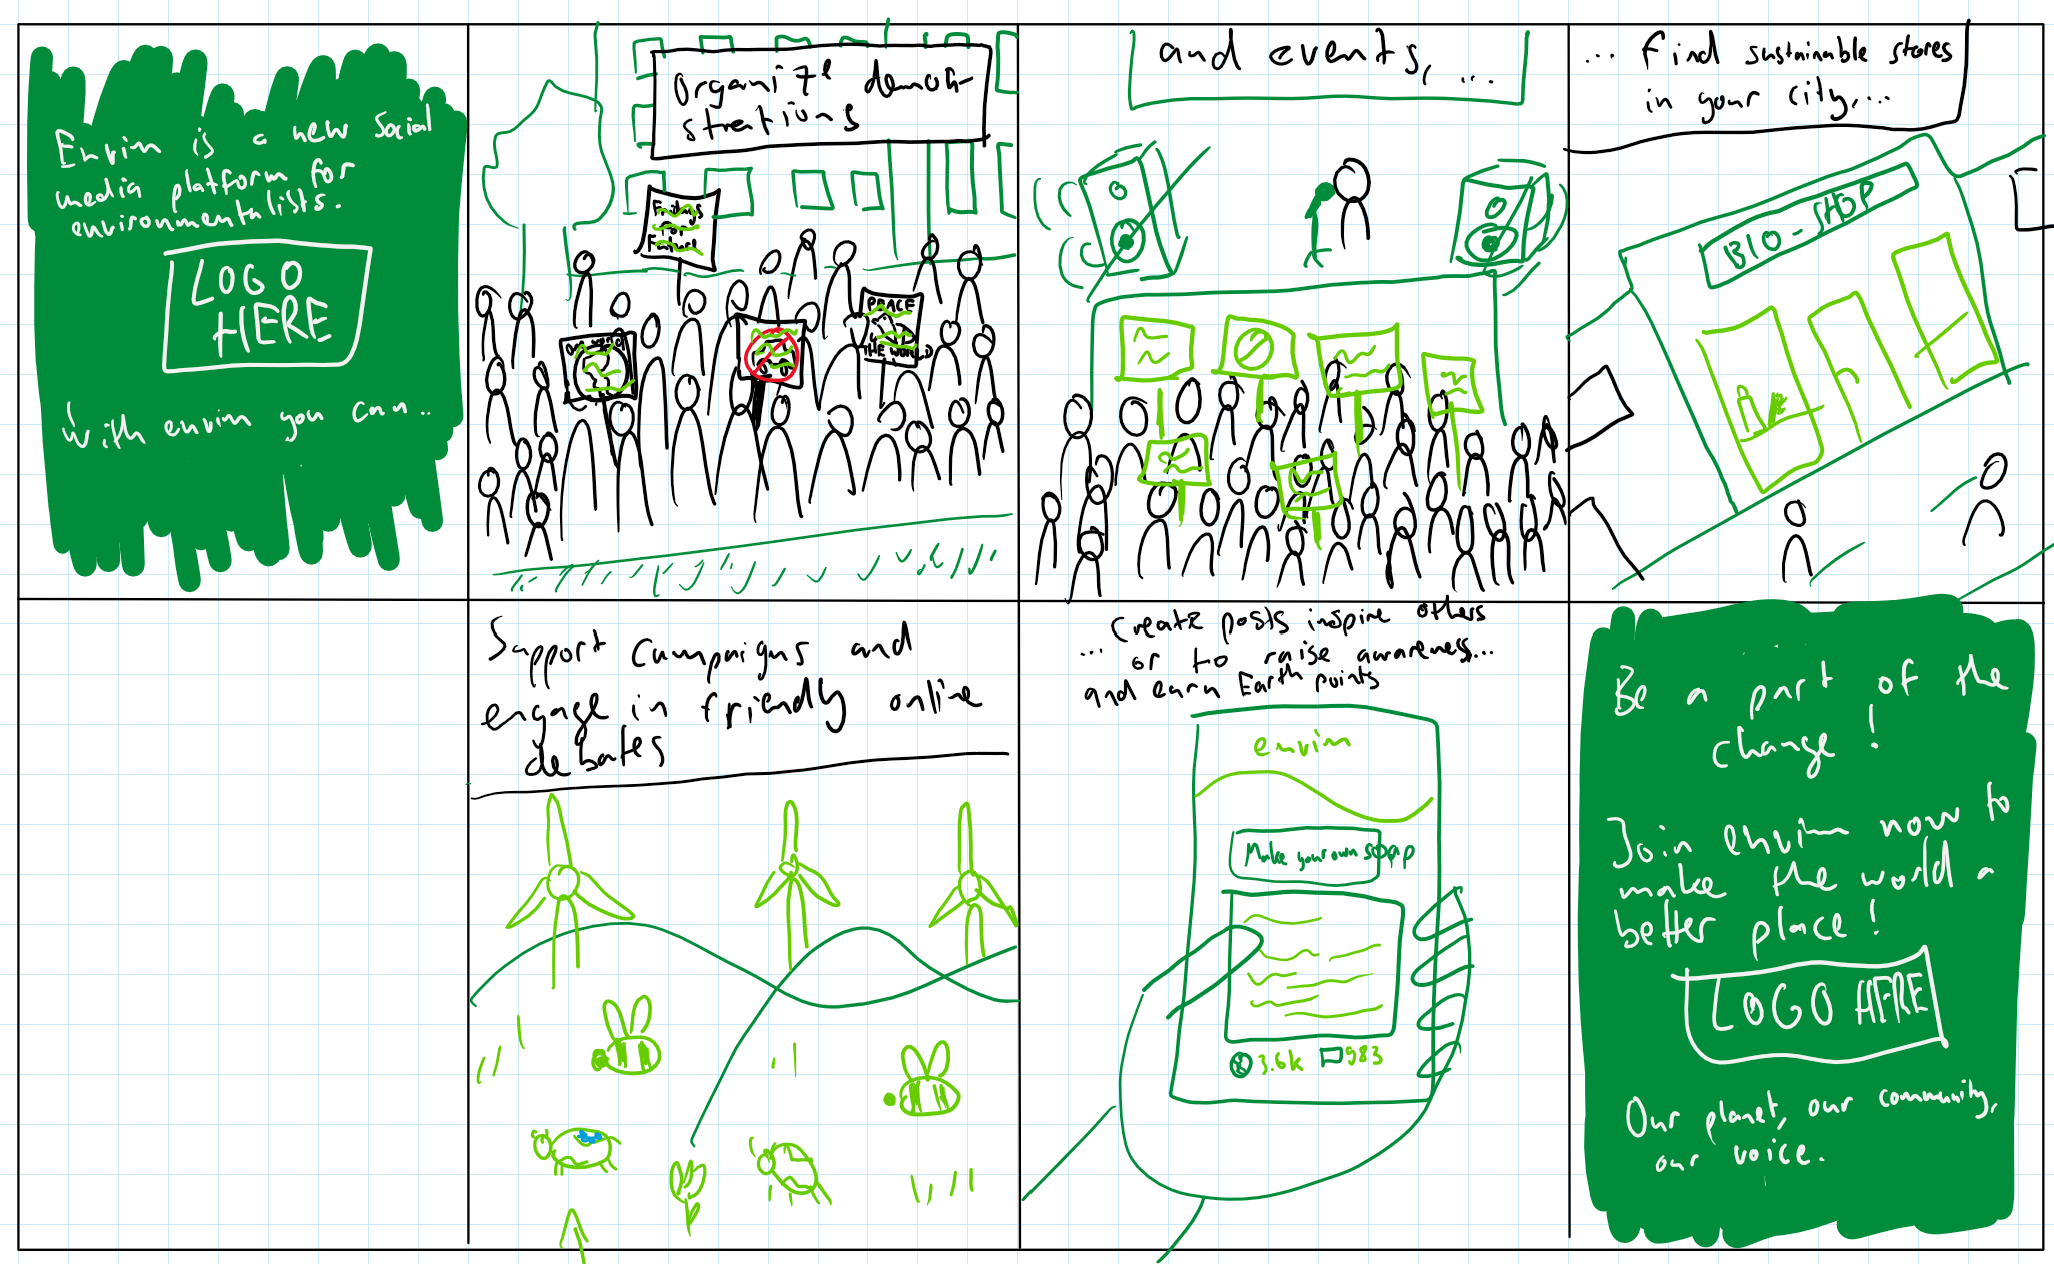 Envim is a new Social
media platform for
environmentalists.
LOGO
HERE
With envim you can..
Organize demon-
strations
Fridays
For
Future
One World
PEACE
THE WORLD
and events, ...
... Find sustainable stores
in your city,...
BIO-SHOP
Support Campaigns and
engage in friendly online
debates
... Create posts inspire others
or to raise awareness...
and earn Earth points
envim
Make your own soap
3.6k 983
Be a part of the
change!
Join envim now to
make the world a
better place!
LOGO HERE
Our planet, our community,
our voice.